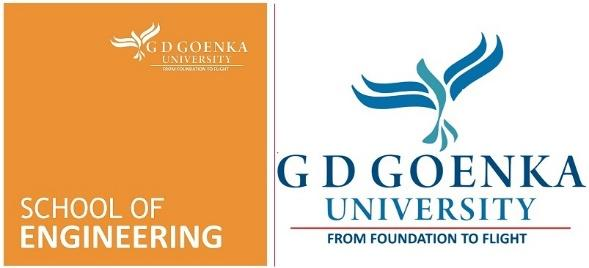 G D GOENKA
UNIVERSITY
FROM FOUNDATION TO FLIGHT
SCHOOL OF
ENGINEERING
G D GOENKA
UNIVERSITY
FROM FOUNDATION TO FLIGHT